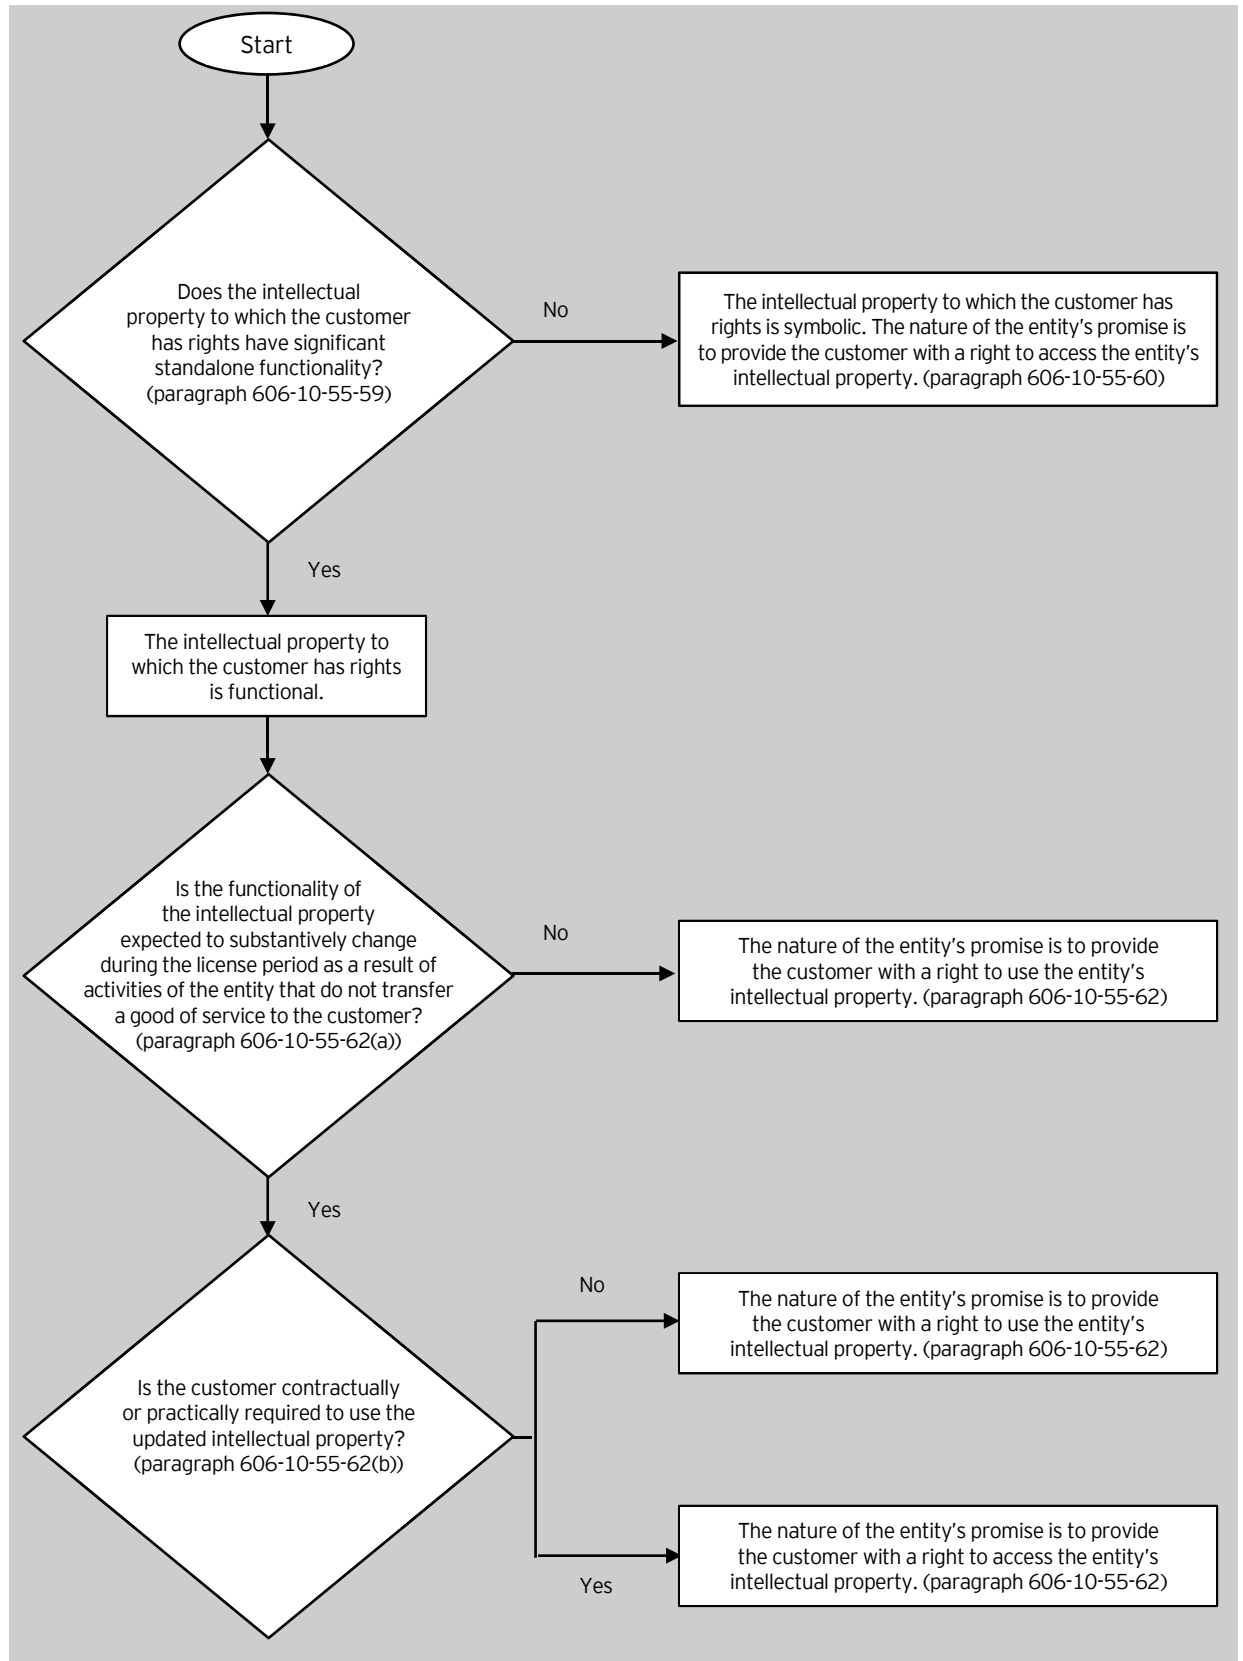 Start
Does the intellectual
property to which the customer
has rights have significant
standalone functionality?
(paragraph 606-10-55-59)
No
The intellectual property to which the customer has
rights is symbolic. The nature of the entity's promise is
to provide the customer with a right to access the entity's
intellectual property. (paragraph 606-10-55-60)
Yes
The intellectual property to
which the customer has rights
is functional.
Is the functionality of
the intellectual property
expected to substantively change
during the license period as a result of
activities of the entity that do not transfer
a good of service to the customer?
(paragraph 606-10-55-62(a))
No
The nature of the entity's promise is to provide
the customer with a right to use the entity's
intellectual property. (paragraph 606-10-55-62)
Yes
Is the customer contractually
or practically required to use the
updated intellectual property?
(paragraph 606-10-55-62(b))
No
The nature of the entity's promise is to provide
the customer with a right to use the entity's
intellectual property. (paragraph 606-10-55-62)
Yes
The nature of the entity's promise is to provide
the customer with a right to access the entity's
intellectual property. (paragraph 606-10-55-62)